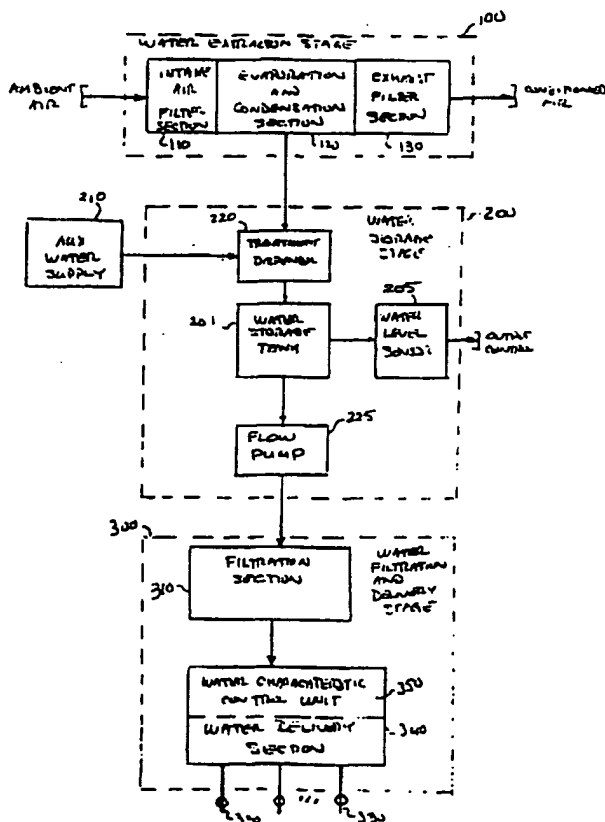 100
WATER EXTRACTION STAGE
AMBIENT
AIR
INTAKE
AIR
FILTER
SECTION
110
EVAPORATION
AND
CONDENSATION
SECTION
120
EXHAUST
FILTER
SECTION
130
CONDITIONED
AIR
210
AUX
WATER
SUPPLY
220
TREATMENT
DISPENSER
WATER
STORAGE
STAGE
200
201
WATER
STORAGE
TANK
205
WATER
LEVEL
OUTPUT
CONTROL
FLOW
PUMP
225
300
310
FILTRATION
SECTION
WATER
FILTRATION
AND
DELIVERY
STAGE
WATER CHARACTERISTIC
CONTROL UNIT
350
WATER DELIVERY
SECTION
340
330